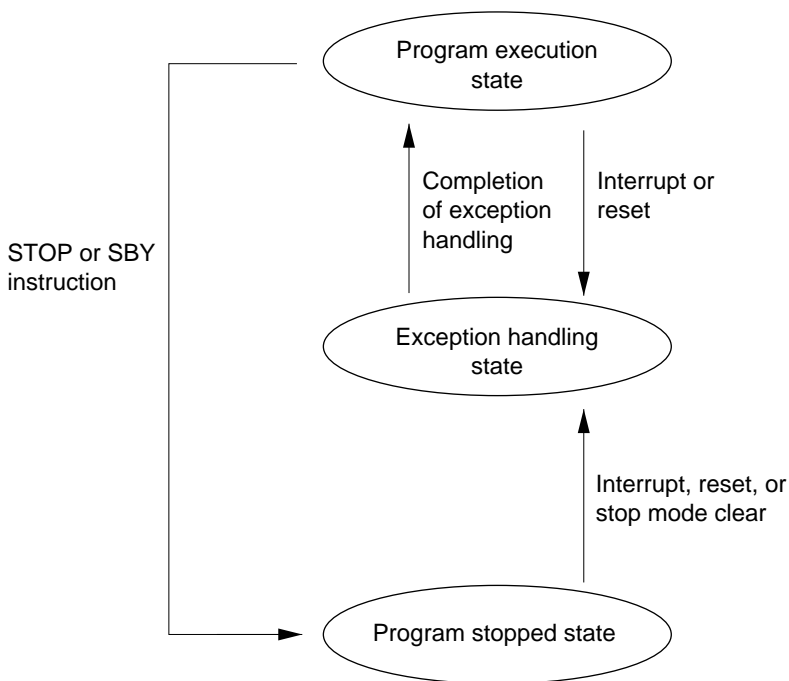 Program execution
state
Completion
of exception
handling
Interrupt or
reset
STOP or SBY
instruction
Exception handling
state
Interrupt, reset, or
stop mode clear
Program stopped state